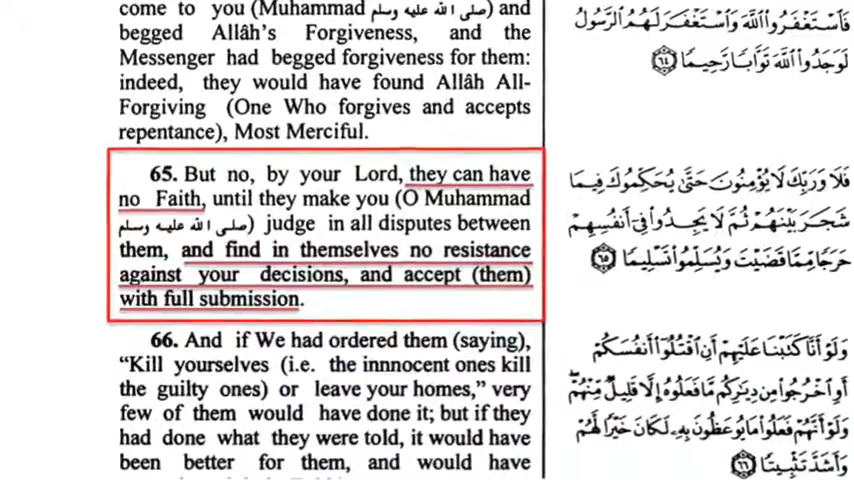 come to you (Muhammad صلى الله عليه وسلم) and
begged Allâh's Forgiveness, and the
Messenger had begged forgiveness for them:
indeed, they would have found Allâh All-
Forgiving (One Who forgives and accepts
repentance), Most Merciful.
65. But no, by your Lord, they can have
no Faith, until they make you (O Muhammad
صلى الله عليه وسلم) judge in all disputes between
them, and find in themselves no resistance
against your decisions, and accept (them)
with full submission.
66. And if We had ordered them (saying),
“Kill yourselves (i.e. the innnocent ones kill
the guilty ones) or leave your homes,” very
few of them would have done it; but if they
had done what they were told, it would have
been better for them, and would have
فَٱسْتَغْفَرُوا۟ ٱللَّهَ وَٱسْتَغْفَرَ لَهُمُ ٱلرَّسُولُ
لَوَجَدُوا۟ ٱللَّهَ تَوَّابًا رَّحِيمًا ٦٤
فَلَا وَرَبِّكَ لَا يُؤْمِنُونَ حَتَّىٰ يُحَكِّمُوكَ فِيمَا
شَجَرَ بَيْنَهُمْ ثُمَّ لَا يَجِدُوا۟ فِىٓ أَنفُسِهِمْ
حَرَجًا مِّمَّا قَضَيْتَ وَيُسَلِّمُوا۟ تَسْلِيمًا ٦٥
وَلَوْ أَنَّا كَتَبْنَا عَلَيْهِمْ أَنِ ٱقْتُلُوٓا۟ أَنفُسَكُمْ
أَوِ ٱخْرُجُوا۟ مِن دِيَٰرِكُم مَّا فَعَلُوهُ إِلَّا قَلِيلٌ مِّنْهُمْ ۖ
وَلَوْ أَنَّهُمْ فَعَلُوا۟ مَا يُوعَظُونَ بِهِۦ لَكَانَ خَيْرًا لَّهُمْ
وَأَشَدَّ تَثْبِيتًا ٦٦